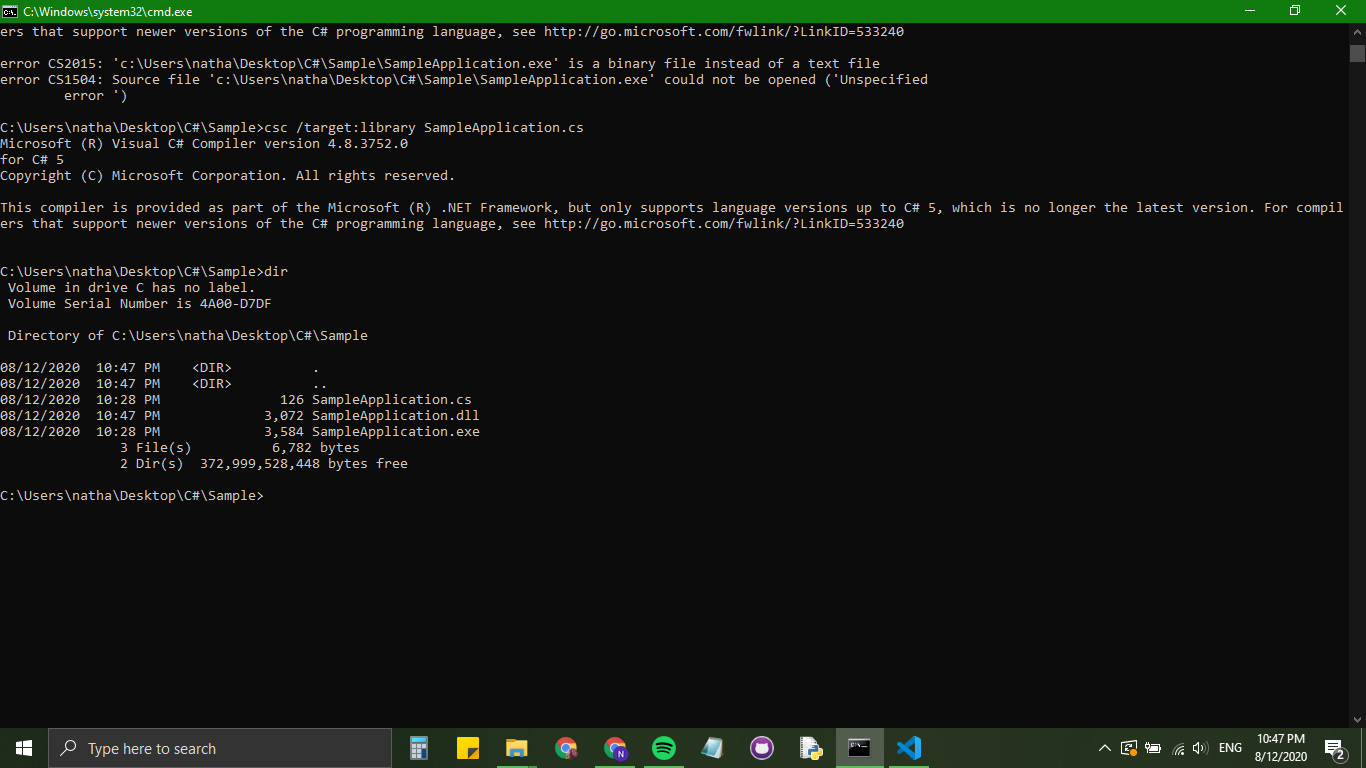 C:\Windows\system32\cmd.exe
ers that support newer versions of the C# programming language, see http://go.microsoft.com/fwlink/?LinkID=533240
error CS2015: 'c:\Users\natha\Desktop\C#\Sample\SampleApplication.exe' is a binary file instead of a text file
error CS1504: Source file 'c:\Users\natha\Desktop\C#\Sample\SampleApplication.exe' could not be opened ('Unspecified
        error ')
C:\Users\natha\Desktop\C#\Sample>csc /target:library SampleApplication.cs
Microsoft (R) Visual C# Compiler version 4.8.3752.0
for C# 5
Copyright (C) Microsoft Corporation. All rights reserved.
This compiler is provided as part of the Microsoft (R) .NET Framework, but only supports language versions up to C# 5, which is no longer the latest version. For compil
ers that support newer versions of the C# programming language, see http://go.microsoft.com/fwlink/?LinkID=533240
C:\Users\natha\Desktop\C#\Sample>dir
 Volume in drive C has no label.
 Volume Serial Number is 4A00-D7DF
 Directory of C:\Users\natha\Desktop\C#\Sample
08/12/2020  10:47 PM    <DIR>          .
08/12/2020  10:47 PM    <DIR>          ..
08/12/2020  10:28 PM               126 SampleApplication.cs
08/12/2020  10:47 PM             3,072 SampleApplication.dll
08/12/2020  10:28 PM             3,584 SampleApplication.exe
               3 File(s)          6,782 bytes
               2 Dir(s)  372,999,528,448 bytes free
C:\Users\natha\Desktop\C#\Sample>
Type here to search
N
ENG
10:47 PM
8/12/2020
2